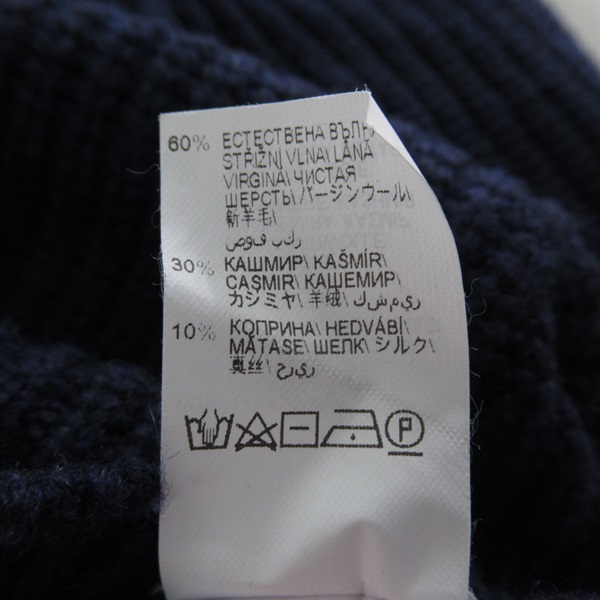 60% ЕСТЕСТВЕНА ВЪЛНА\
STŘIŽNÍ VLNA\ LÂNĂ
VIRGINĂ\ ЧИСТАЯ
ШЕРСТЬ\ バージンウール\
新羊毛\
صوف بكر
30% КАШМИР\ KAŠMÍR\
CAŞMIR\ КАШЕМИР\
カシミヤ\ 羊绒\ كشمير
10% КОПРИНА\ HEDVÁBÍ\
MĂTASE\ ШЕЛК\ シルク\
真丝\ حرير
P